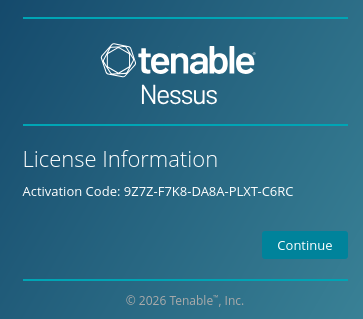 tenable
Nessus
License Information
Activation Code: 9Z7Z-F7K8-DA8A-PLXT-C6RC
Continue
© 2026 Tenable™, Inc.